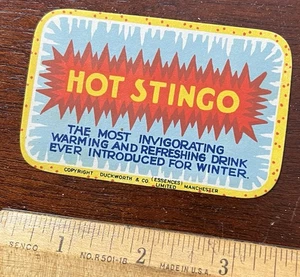 HOT STINGO
THE MOST INVIGORATING
WARMING AND REFRESHING DRINK
EVER INTRODUCED FOR WINTER.
COPYRIGHT DUCKWORTH & CO (ESSENCES) LIMITED MANCHESTER
SENCO 1 NO. R501-18 2 MADE IN U.S.A. 3